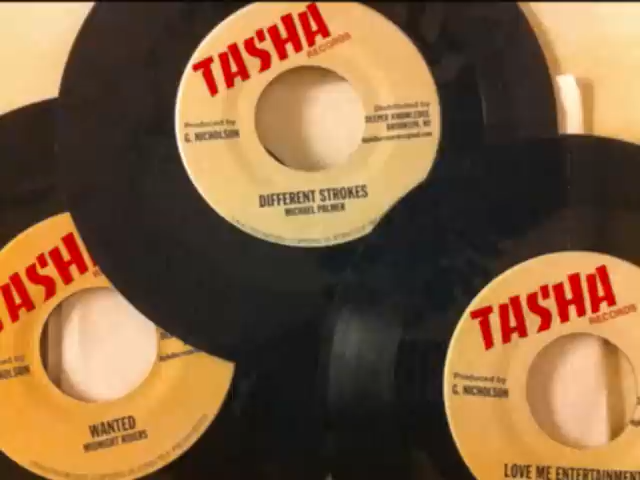 TASHA
RECORDS
Produced by
G. NICHOLSON
Distributed by
DEEPER KNOWLEDGE
BROOKLYN, NY
DIFFERENT STROKES
MICHAEL PALMER
TASHA
WANTED
MIDNIGHT RIDERS
TASHA
RECORDS
Produced by
G. NICHOLSON
LOVE ME ENTERTAINMENT